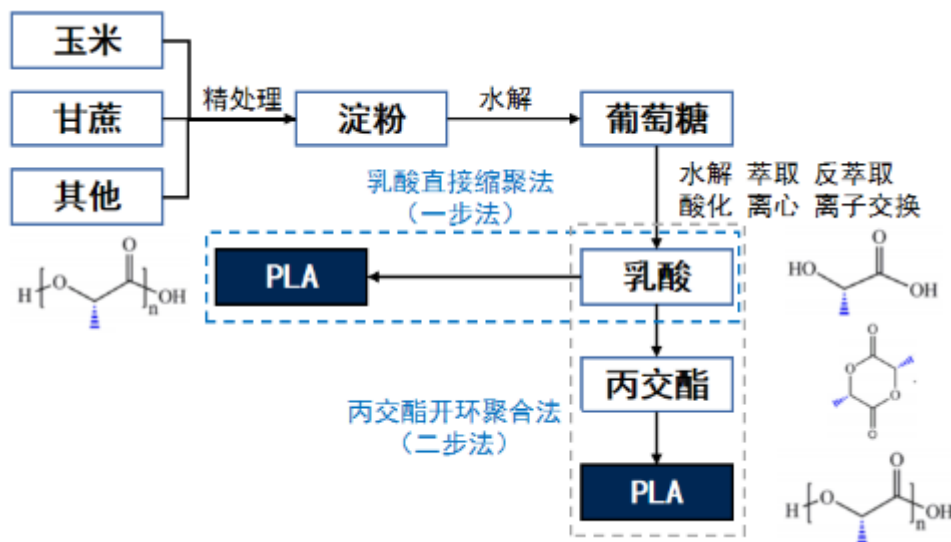 玉米
甘蔗
其他
精处理
淀粉
水解
葡萄糖
水解 萃取 反萃取
酸化 离心 离子交换
乳酸直接缩聚法
（一步法）
PLA
乳酸
丙交酯
丙交酯开环聚合法
（二步法）
PLA
H O O n OH
HO O OH
O O O O
H O O n OH